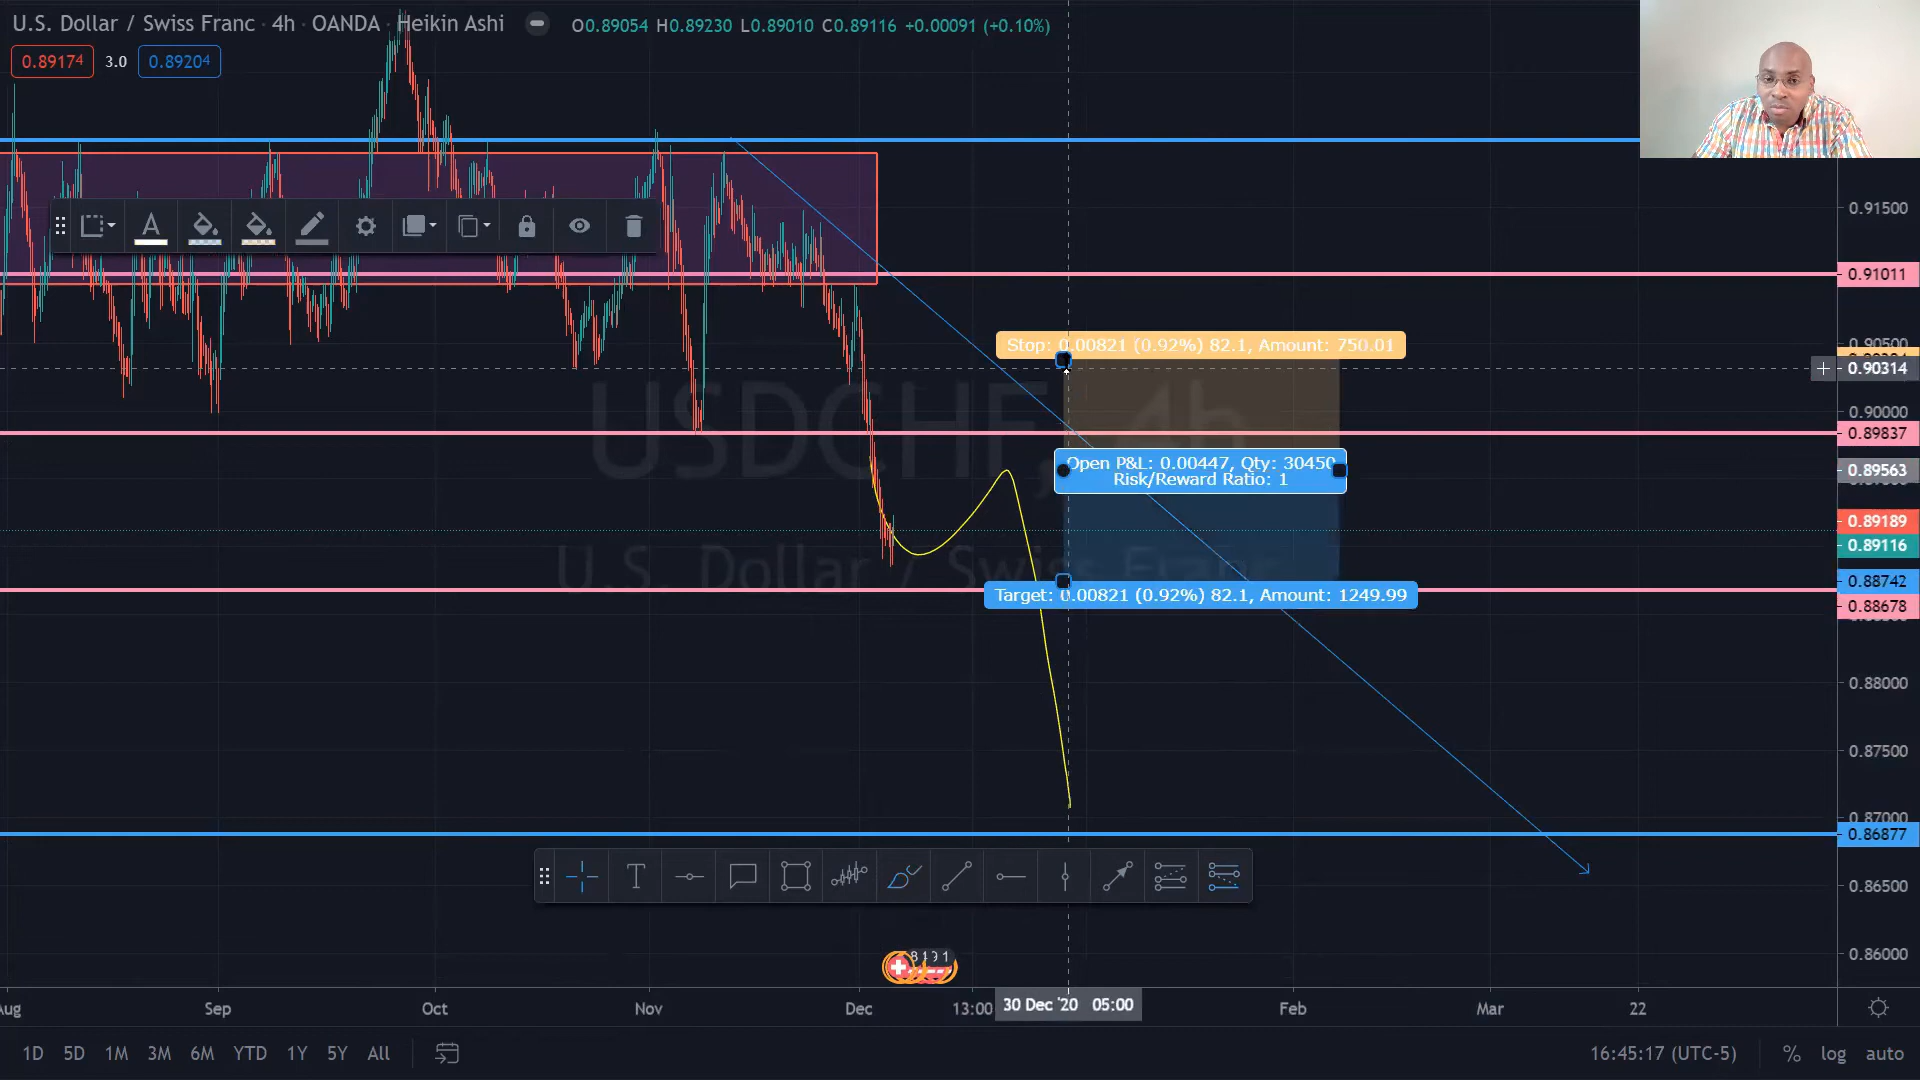 U.S. Dollar / Swiss Franc · 4h · OANDA · Heikin Ashi
O0.89054 H0.89230 L0.89010 C0.89116 +0.00091 (+0.10%)
0.89174 3.0 0.89204
0.91500
0.91011
Stop: 0.00821 (0.92%) 82.1, Amount: 750.01
0.90500
0.90314
USDCHF, 4h
0.90000
0.89837
Open P&L: 0.00447, Qty: 30450
Risk/Reward Ratio: 1
0.89563
0.89189
0.89116
U.S. Dollar / Swiss Franc
0.88742
Target: 0.00821 (0.92%) 82.1, Amount: 1249.99
0.88678
0.88000
0.87500
0.87000
0.86877
0.86500
0.86000
Aug Sep Oct Nov Dec 13:00 30 Dec '20 05:00 Feb Mar 22
1D 5D 1M 3M 6M YTD 1Y 5Y All
16:45:17 (UTC-5) % log auto